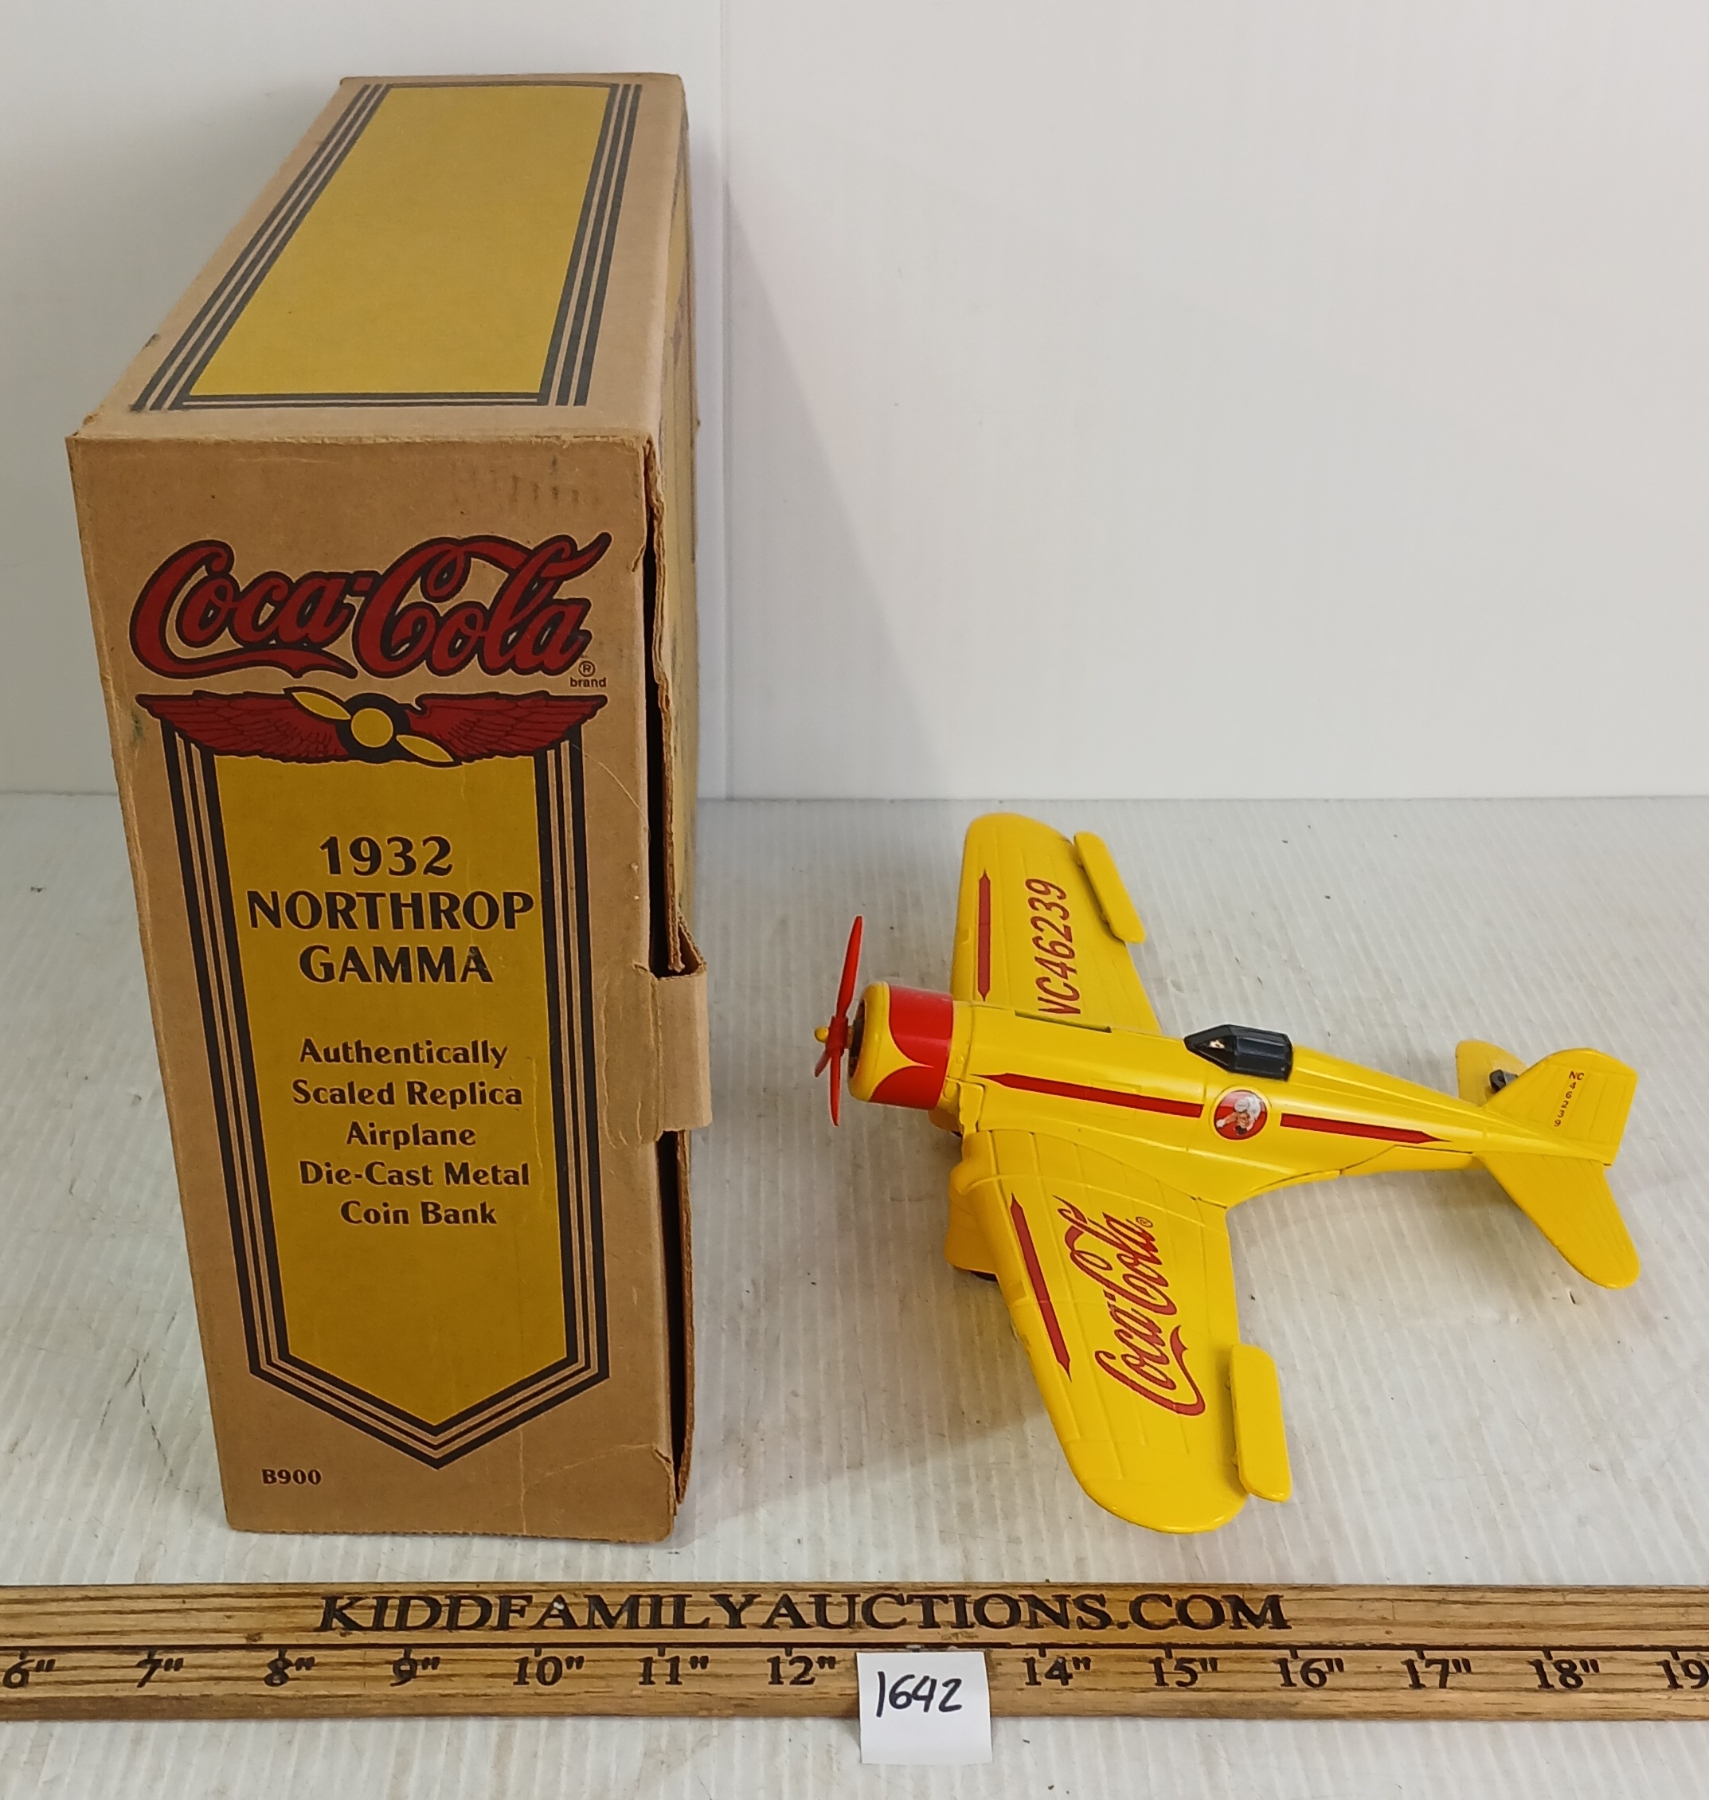 Coca-Cola
®
brand
1932
NORTHROP
GAMMA
Authentically
Scaled Replica
Airplane
Die-Cast Metal
Coin Bank
B900
NC46239
Coca-Cola®
NC46239
KIDDFAMILYAUCTIONS.COM
6" 7" 8" 9" 10" 11" 12" 14" 15" 16" 17" 18" 19
1642